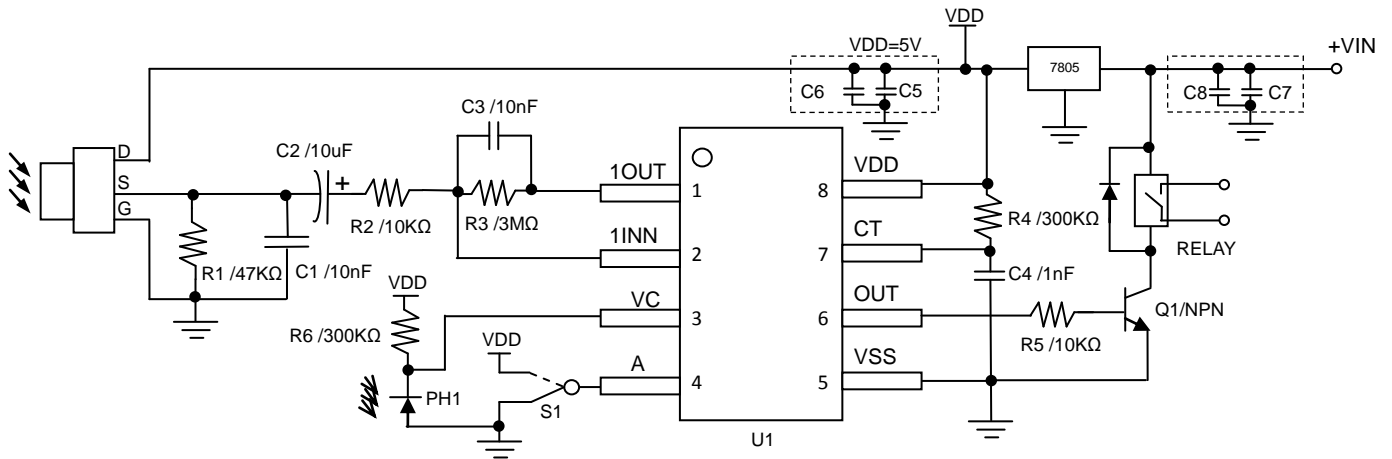 VDD
VDD=5V
+VIN
7805
C6
C5
C8
C7
C3 /10nF
D
C2 /10uF
S
+
G
1OUT
1
8
VDD
R2 /10KΩ
R3 /3MΩ
R4 /300KΩ
1INN
2
7
CT
RELAY
R1 /47KΩ
C1 /10nF
C4 /1nF
VDD
VC
3
6
OUT
Q1/NPN
R6 /300KΩ
VDD
R5 /10KΩ
A
4
5
VSS
PH1
S1
U1